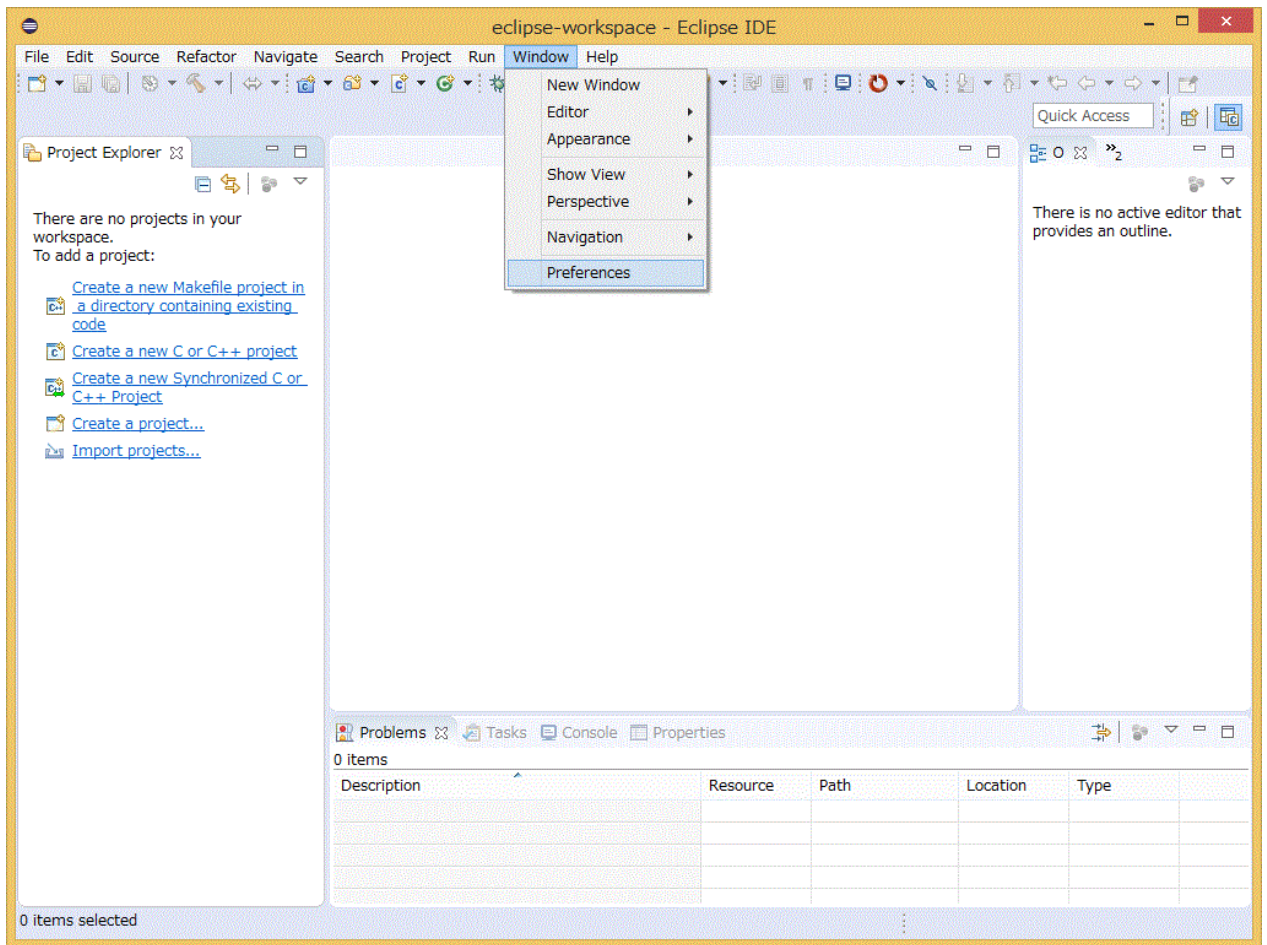 eclipse-workspace - Eclipse IDE
File Edit Source Refactor Navigate Search Project Run Window Help
New Window
Editor
Appearance
Show View
Perspective
Navigation
Preferences
Quick Access
Project Explorer
There are no projects in your
workspace.
To add a project:
Create a new Makefile project in
a directory containing existing
code
Create a new C or C++ project
Create a new Synchronized C or
C++ Project
Create a project...
Import projects...
O »2
There is no active editor that
provides an outline.
Problems Tasks Console Properties
0 items
Description Resource Path Location Type
0 items selected